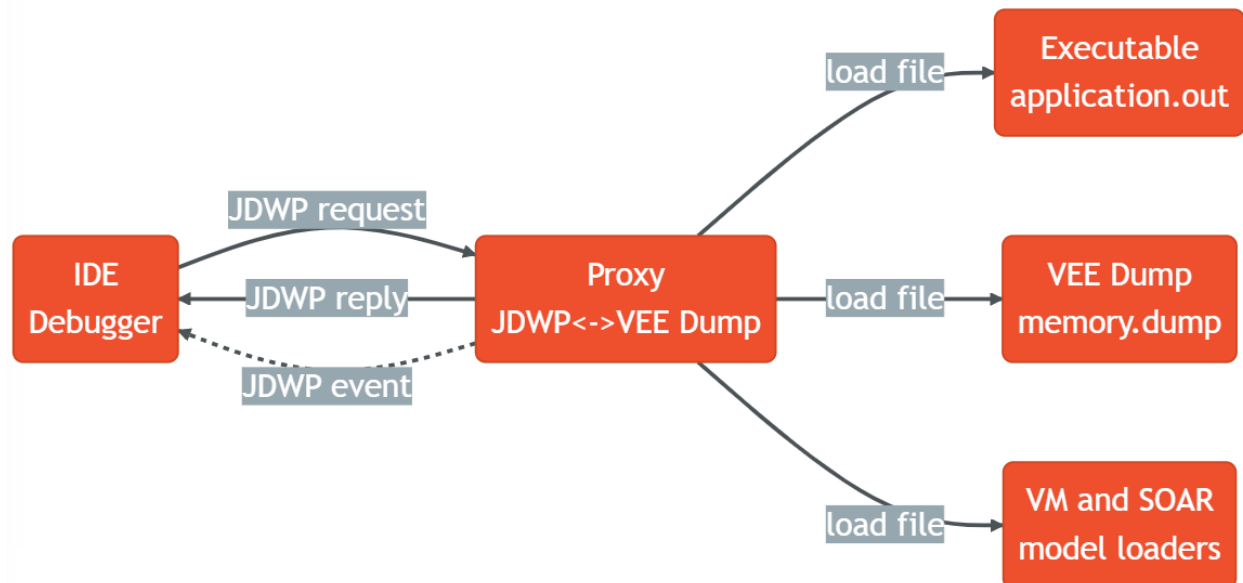 Executable
application.out
load file
JDWP request
IDE
Debugger
JDWP reply
Proxy
JDWP<->VEE Dump
load file
VEE Dump
memory.dump
JDWP event
load file
VM and SOAR
model loaders